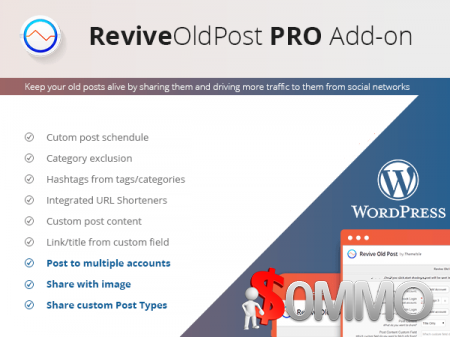 ReviveOldPost PRO Add-on
Keep your old posts alive by sharing them and driving more traffic to them from social networks
Cutom post schendule
Category exclusion
Hashtags from tags/categories
Integrated URL Shorteners
Custom post content
Link/title from custom field
Post to multiple accounts
Share with image
Share custom Post Types
WORDPRESS
Revive Old Post
$OMMO